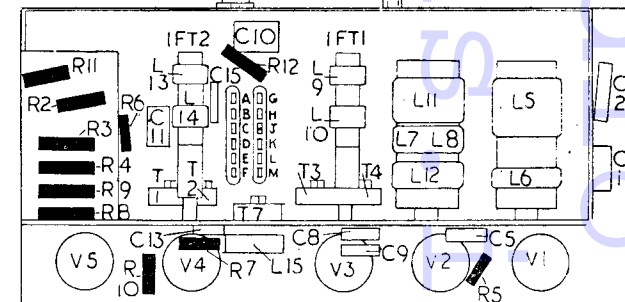 IFT2
C10
IFT1
R11
L
13
C15
R12
L
9
R2
R6
L
14
C
11
L
10
L11
L5
C
2
A G
B H
C J
D K
E L
F M
R3
L7 L8
R4
T
1
T
2
T3
T4
L12
L6
C
1
R9
R8
T7
C13
C8
C5
V5
R
10
V4
R7
L15
V3
C9
V2
R5
V1